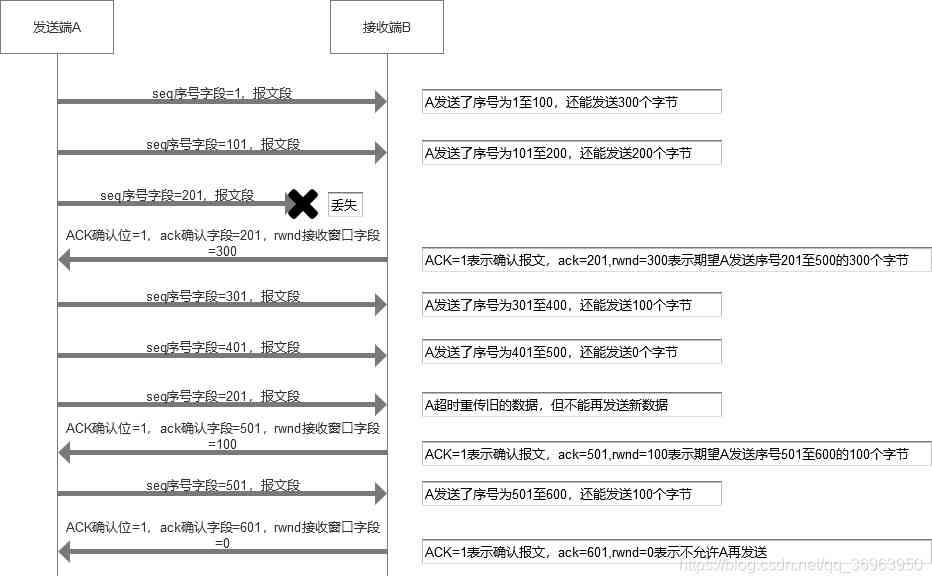 发送端A
接收端B
seq序号字段=1，报文段
A发送了序号为1至100，还能发送300个字节
seq序号字段=101，报文段
A发送了序号为101至200，还能发送200个字节
seq序号字段=201，报文段
丢失
ACK确认位=1，ack确认字段=201，rwnd接收窗口字段
=300
ACK=1表示确认报文，ack=201,rwnd=300表示期望A发送序号201至500的300个字节
seq序号字段=301，报文段
A发送了序号为301至400，还能发送100个字节
seq序号字段=401，报文段
A发送了序号为401至500，还能发送0个字节
seq序号字段=201，报文段
A超时重传旧的数据，但不能再发送新数据
ACK确认位=1，ack确认字段=501，rwnd接收窗口字段
=100
ACK=1表示确认报文，ack=501,rwnd=100表示期望A发送序号501至600的100个字节
seq序号字段=501，报文段
A发送了序号为501至600，还能发送100个字节
ACK确认位=1，ack确认字段=601，rwnd接收窗口字段
=0
ACK=1表示确认报文，ack=601,rwnd=0表示不允许A再发送
https://blog.csdn.net/qq_36963950